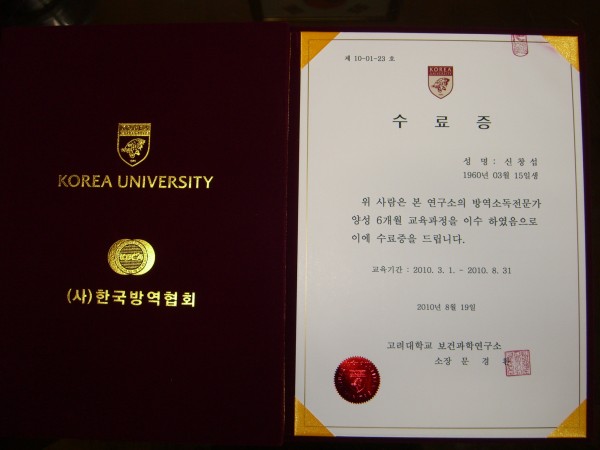 KOREA UNIVERSITY
(사)한국방역협회
제 10-01-23 호
KOREA
수 료 증
성 명 : 신 창 섭
1960년 03월 15일생
위 사람은 본 연구소의 방역소독전문가
양성 6개월 교육과정을 이수 하였음으로
이에 수료증을 드립니다.
교육기간 : 2010. 3. 1. ~ 2010. 8. 31
2010년 8월 19일
고려대학교 보건과학연구소
소장 문 경 환